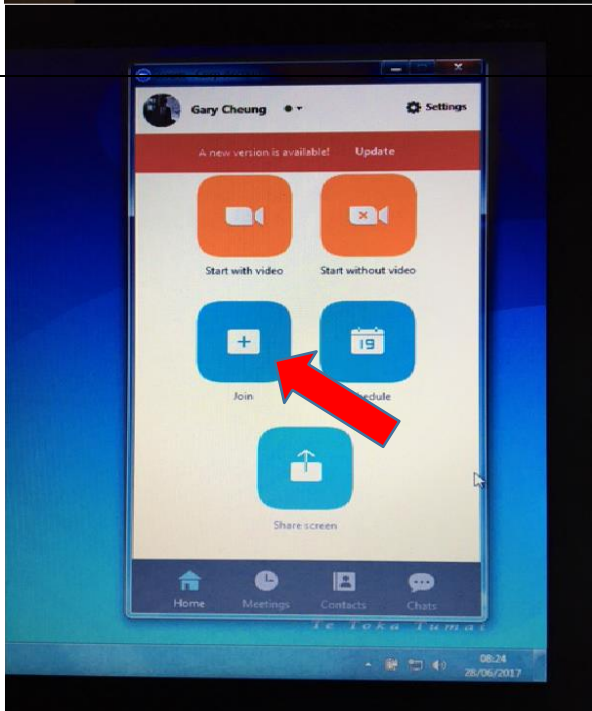 Gary Cheung Settings
A new version is available! Update
Start with video Start without video
19
Join edule
Share screen
Home Meetings Contacts Chats
Te Toka Tumai
08:24
28/06/2017